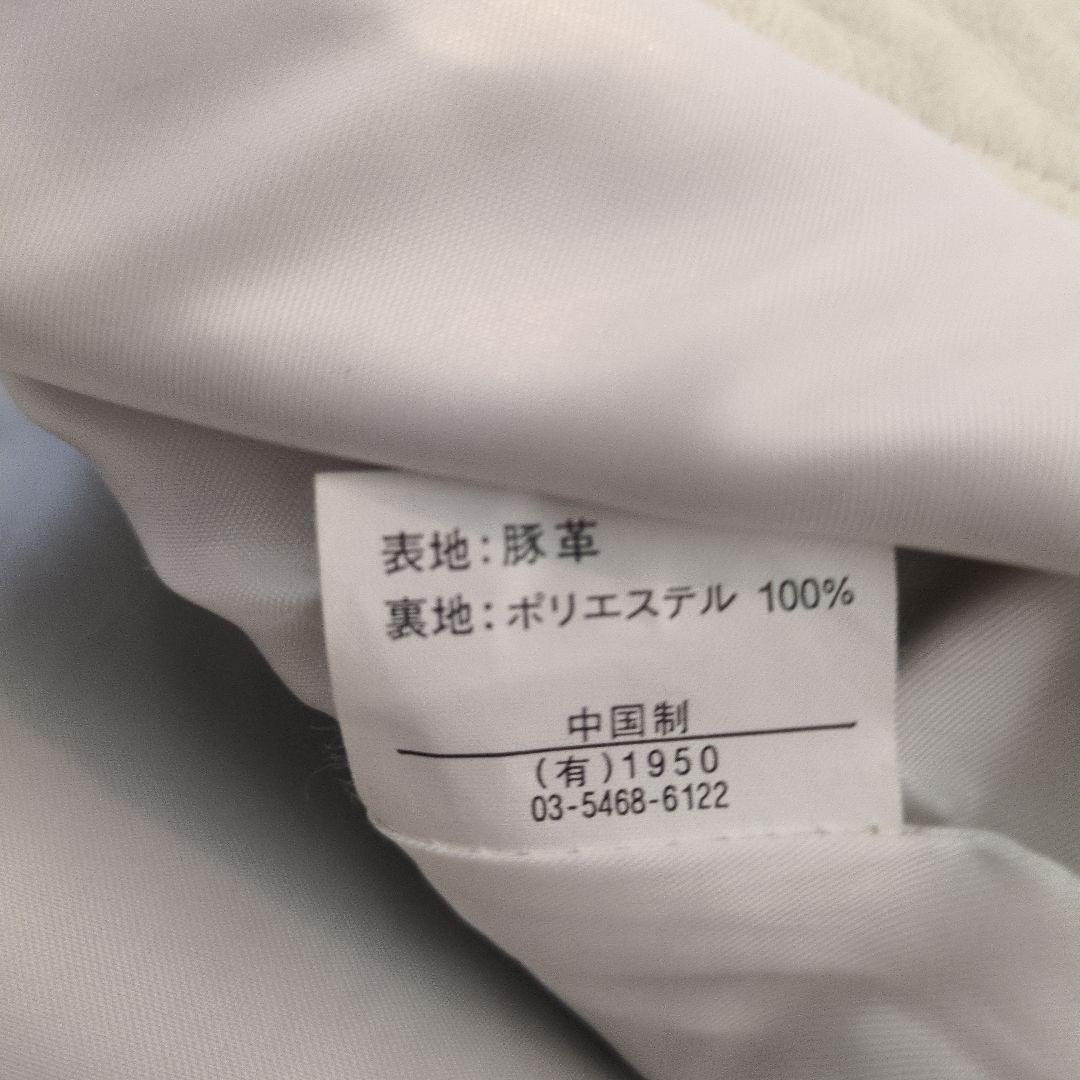 表地:豚革
裏地:ポリエステル 100%
中国制
(有)1950
03-5468-6122